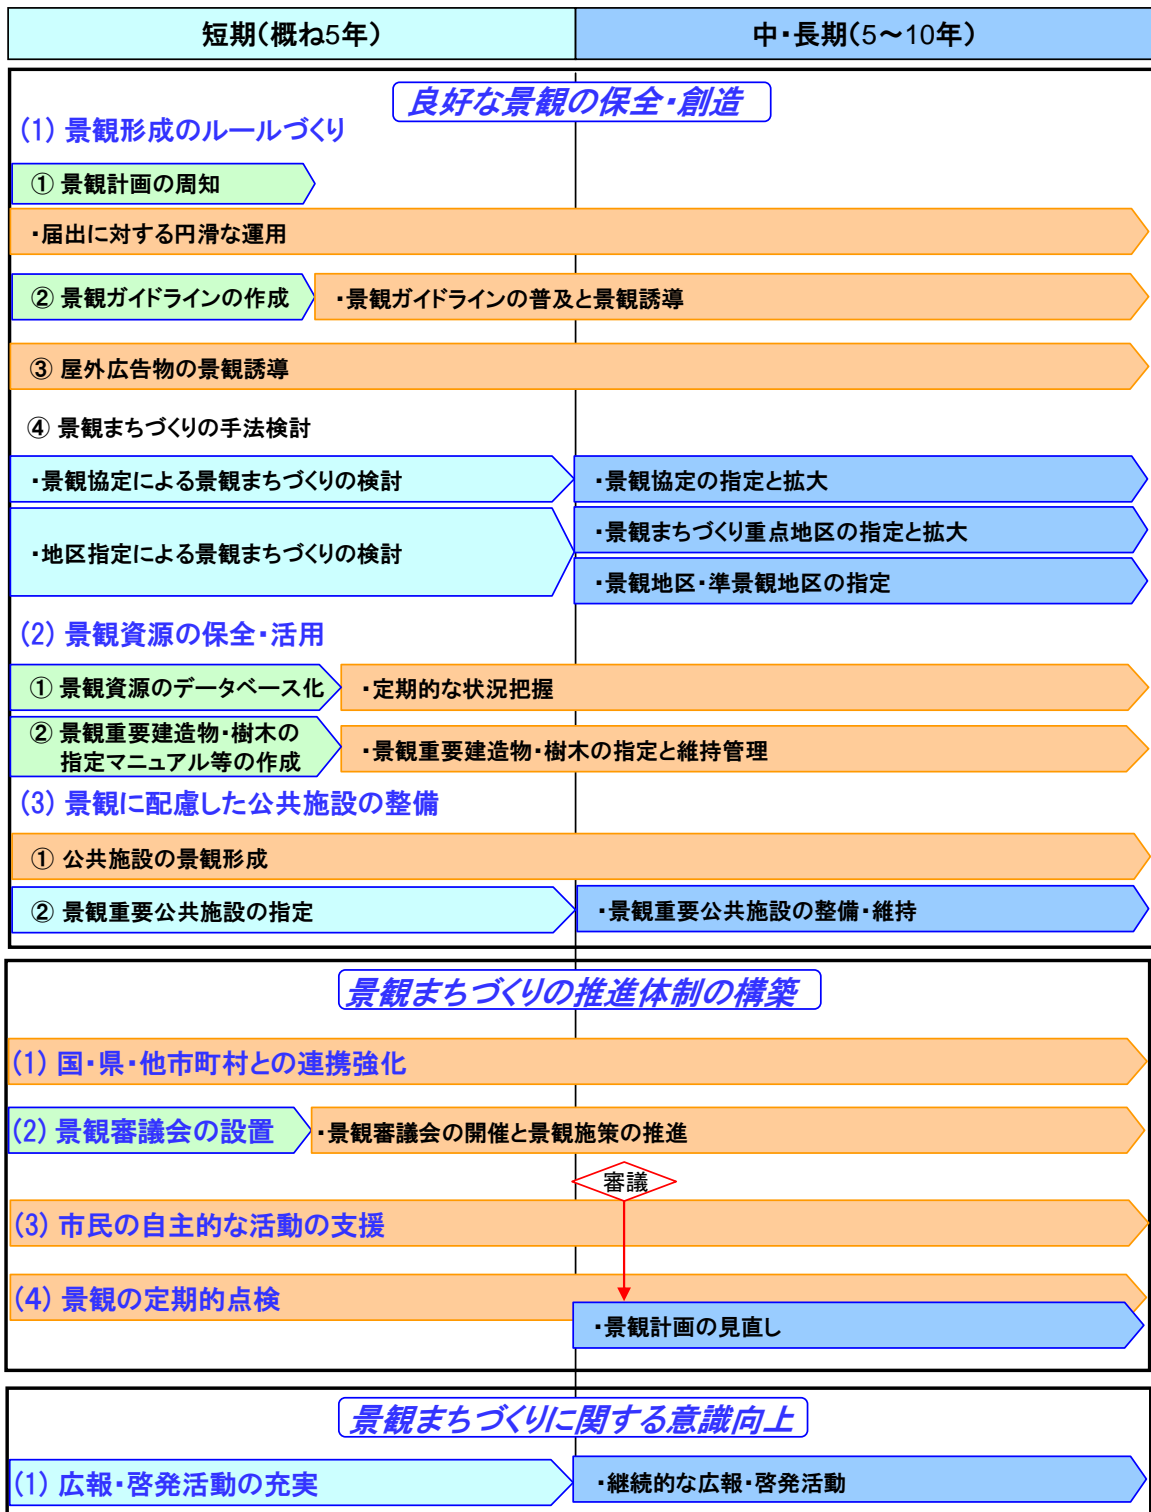 短期(概ね5年)
中・長期(5～10年)
良好な景観の保全・創造
(1) 景観形成のルールづくり
① 景観計画の周知
・届出に対する円滑な運用
② 景観ガイドラインの作成
・景観ガイドラインの普及と景観誘導
③ 屋外広告物の景観誘導
④ 景観まちづくりの手法検討
・景観協定による景観まちづくりの検討
・景観協定の指定と拡大
・景観まちづくり重点地区の指定と拡大
・地区指定による景観まちづくりの検討
・景観地区・準景観地区の指定
(2) 景観資源の保全・活用
① 景観資源のデータベース化
・定期的な状況把握
② 景観重要建造物・樹木の
指定マニュアル等の作成
・景観重要建造物・樹木の指定と維持管理
(3) 景観に配慮した公共施設の整備
① 公共施設の景観形成
② 景観重要公共施設の指定
・景観重要公共施設の整備・維持
景観まちづくりの推進体制の構築
(1) 国・県・他市町村との連携強化
(2) 景観審議会の設置
・景観審議会の開催と景観施策の推進
審議
(3) 市民の自主的な活動の支援
(4) 景観の定期的点検
・景観計画の見直し
景観まちづくりに関する意識向上
(1) 広報・啓発活動の充実
・継続的な広報・啓発活動